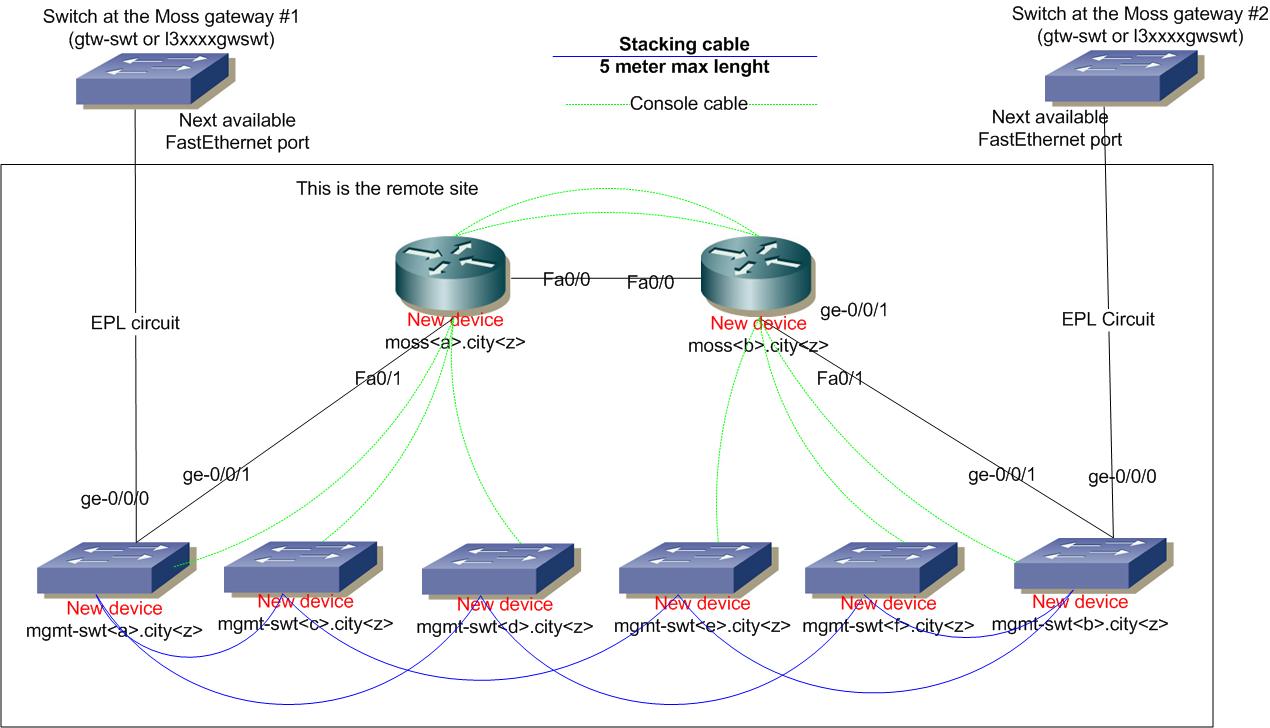 Switch at the Moss gateway #1
(gtw-swt or l3xxxxgwswt)
Switch at the Moss gateway #2
(gtw-swt or l3xxxxgwswt)
Stacking cable
5 meter max lenght
Console cable
Next available
FastEthernet port
Next available
FastEthernet port
This is the remote site
Fa0/0
Fa0/0
New device
moss<a>.city<z>
New device
moss<b>.city<z>
ge-0/0/1
EPL circuit
EPL Circuit
Fa0/1
Fa0/1
ge-0/0/1
ge-0/0/0
ge-0/0/1
ge-0/0/0
New device
mgmt-swt<a>.city<z>
New device
mgmt-swt<c>.city<z>
New device
mgmt-swt<d>.city<z>
New device
mgmt-swt<e>.city<z>
New device
mgmt-swt<f>.city<z>
New device
mgmt-swt<b>.city<z>